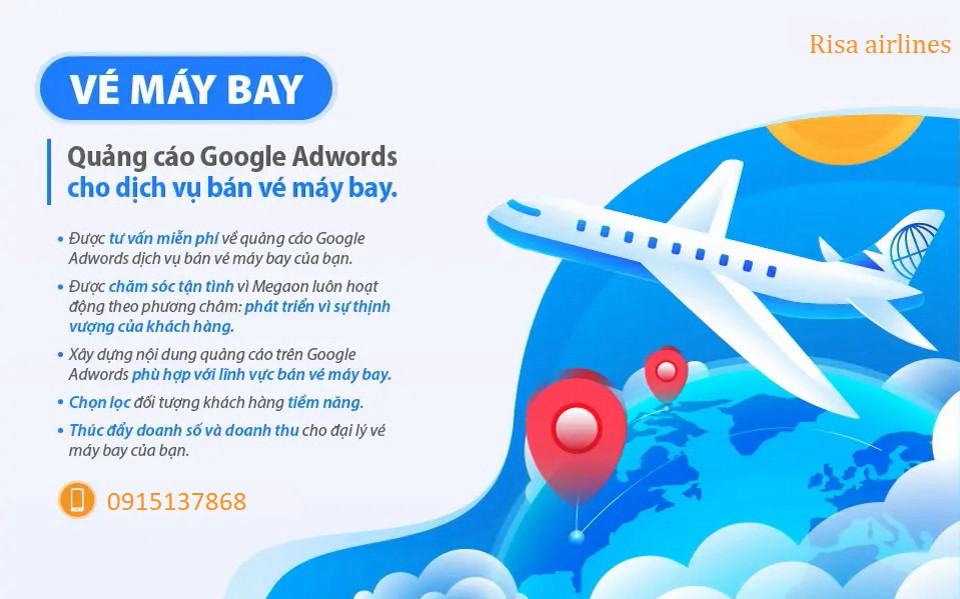 Risa airlines
VÉ MÁY BAY
Quảng cáo Google Adwords
cho dịch vụ bán vé máy bay.
• Được tư vấn miễn phí về quảng cáo Google
Adwords dịch vụ bán vé máy bay của bạn.
• Được chăm sóc tận tình vì Megaon luôn hoạt
động theo phương châm: phát triển vì sự thịnh
vượng của khách hàng.
• Xây dựng nội dung quảng cáo trên Google
Adwords phù hợp với lĩnh vực bán vé máy bay.
• Chọn lọc đối tượng khách hàng tiềm năng.
• Thúc đẩy doanh số và doanh thu cho đại lý vé
máy bay của bạn.
0915137868